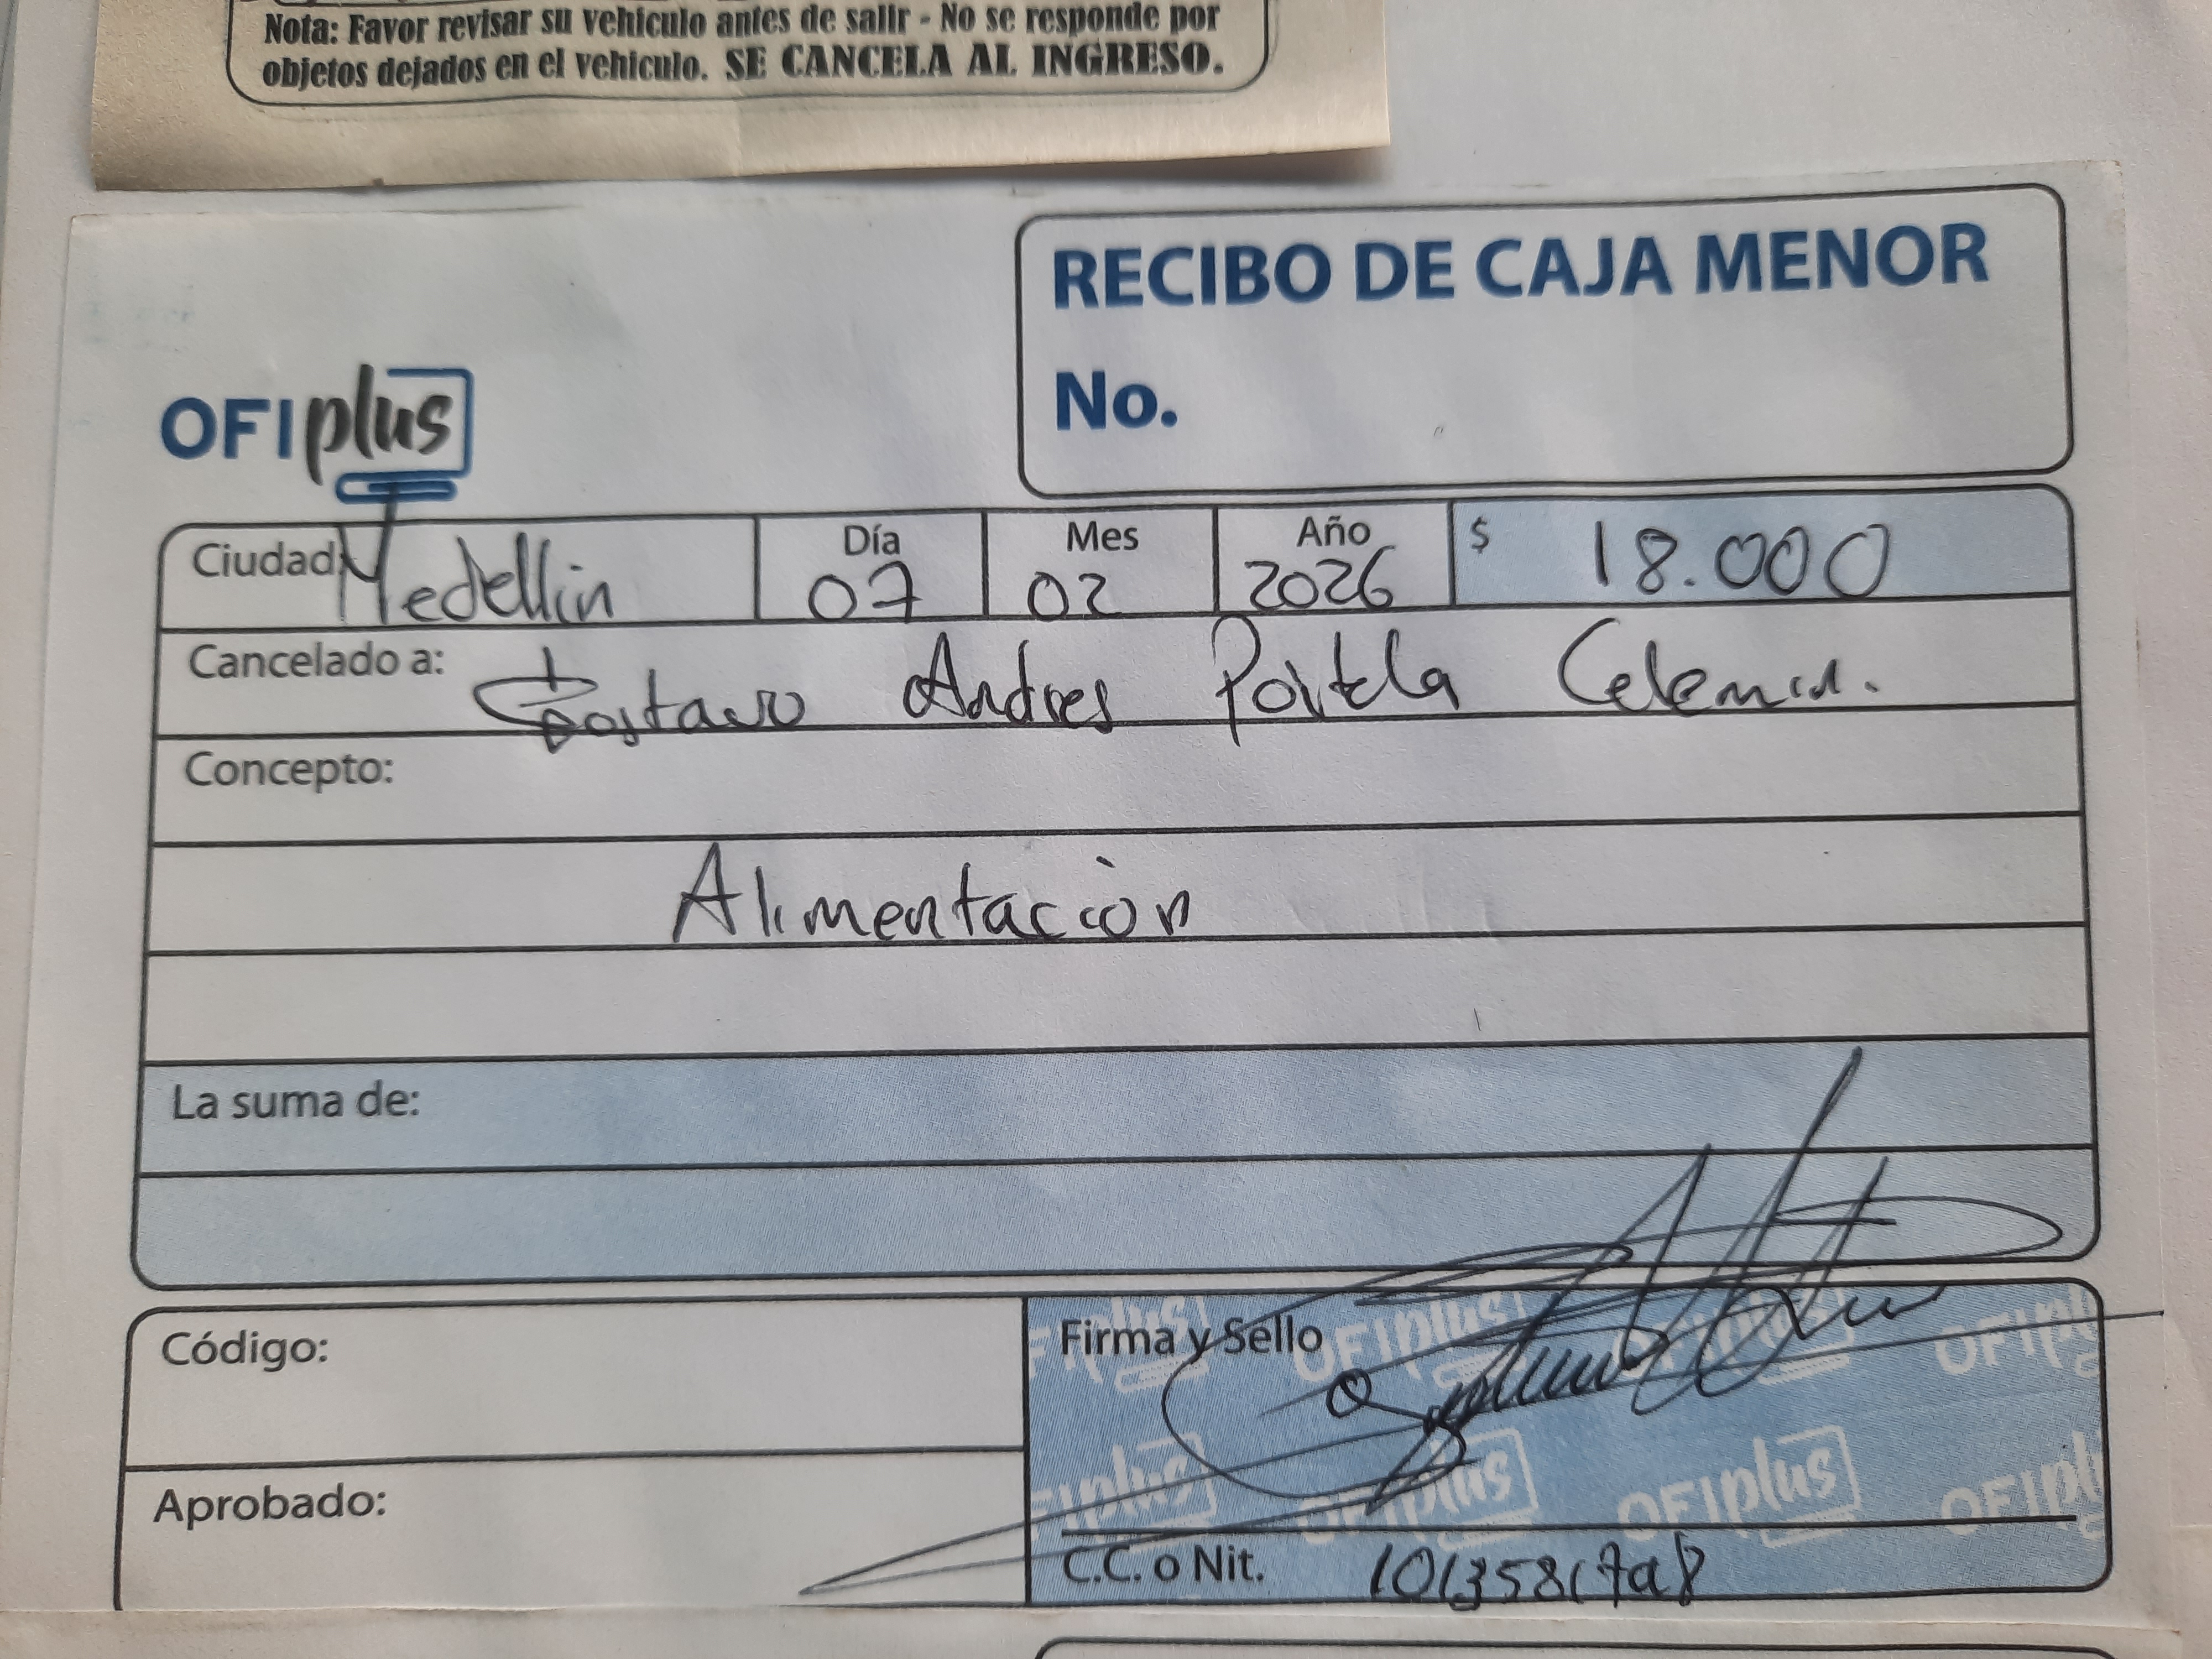 Nota: Favor revisar su vehiculo antes de salir - No se responde por
objetos dejados en el vehiculo. SE CANCELA AL INGRESO.
RECIBO DE CAJA MENOR
No.
OFIplus
Ciudad Medellin Día 07 Mes 02 Año 2026 $ 18.000
Cancelado a: Gustavo Andres Portela Celemin.
Concepto:
Alimentaciòn
La suma de:
Código:
Firma y Sello
Aprobado:
C.C. o Nit.